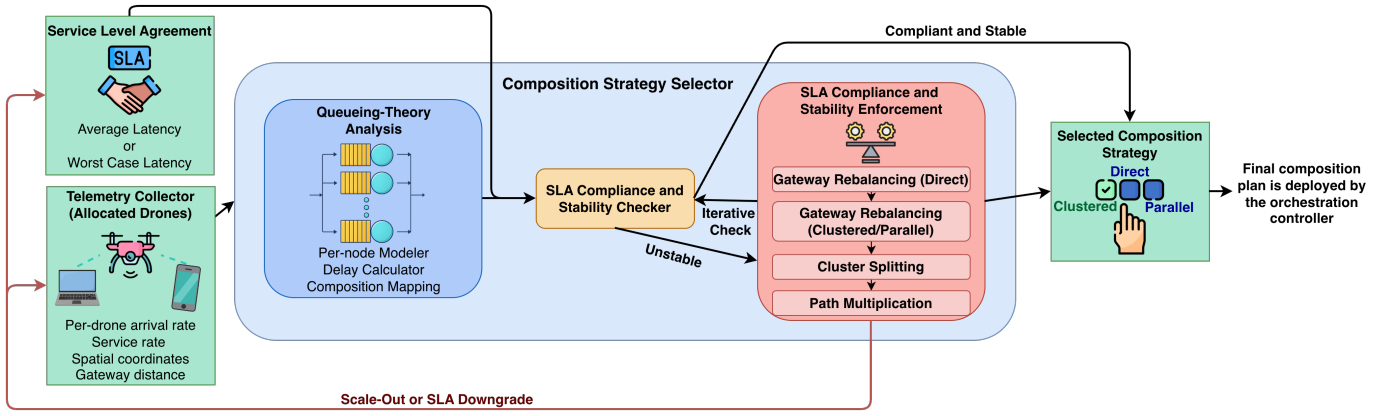 Service Level Agreement
SLA
Average Latency
or
Worst Case Latency
Telemetry Collector
(Allocated Drones)
Per-drone arrival rate
Service rate
Spatial coordinates
Gateway distance
Composition Strategy Selector
Queueing-Theory
Analysis
Per-node Modeler
Delay Calculator
Composition Mapping
SLA Compliance and
Stability Checker
Compliant and Stable
Iterative
Check
Unstable
SLA Compliance and
Stability Enforcement
Gateway Rebalancing (Direct)
Gateway Rebalancing
(Clustered/Parallel)
Cluster Splitting
Path Multiplication
Scale-Out or SLA Downgrade
Selected Composition
Strategy
Direct
Clustered
Parallel
Final composition
plan is deployed by
the orchestration
controller